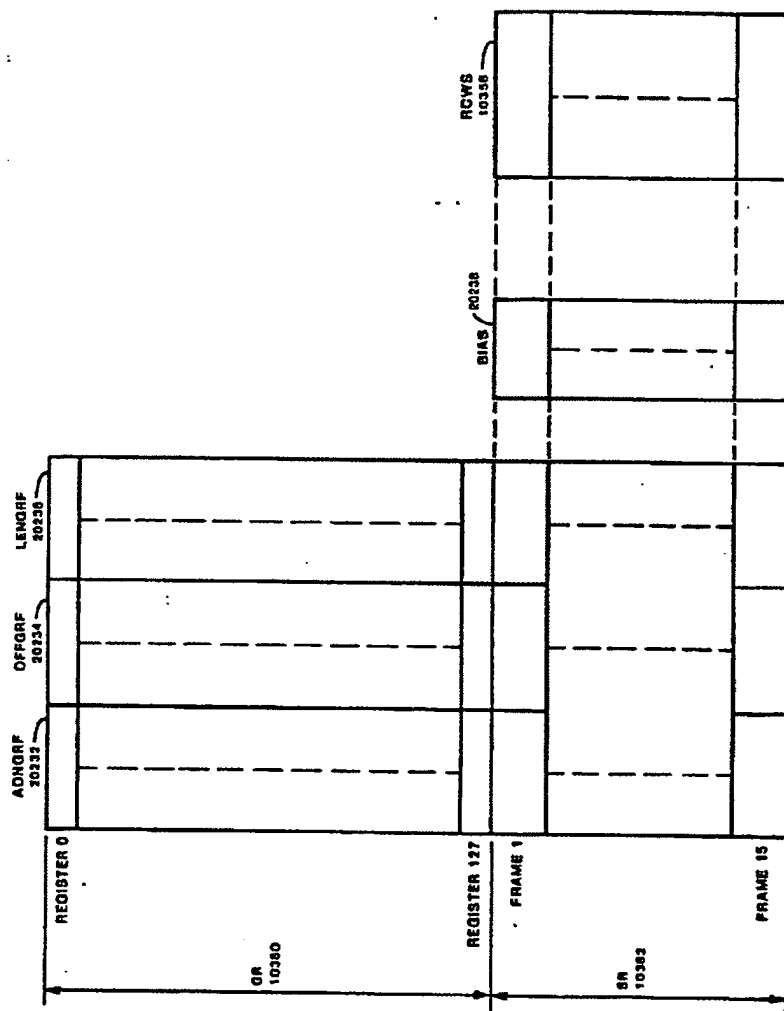 ADNGRF
20232
OFFGRF
20234
LENGRF
20236
BIAS
20238
RCWS
10358
REGISTER 0
REGISTER 127
FRAME 1
FRAME 15
GR
10360
SR
10362